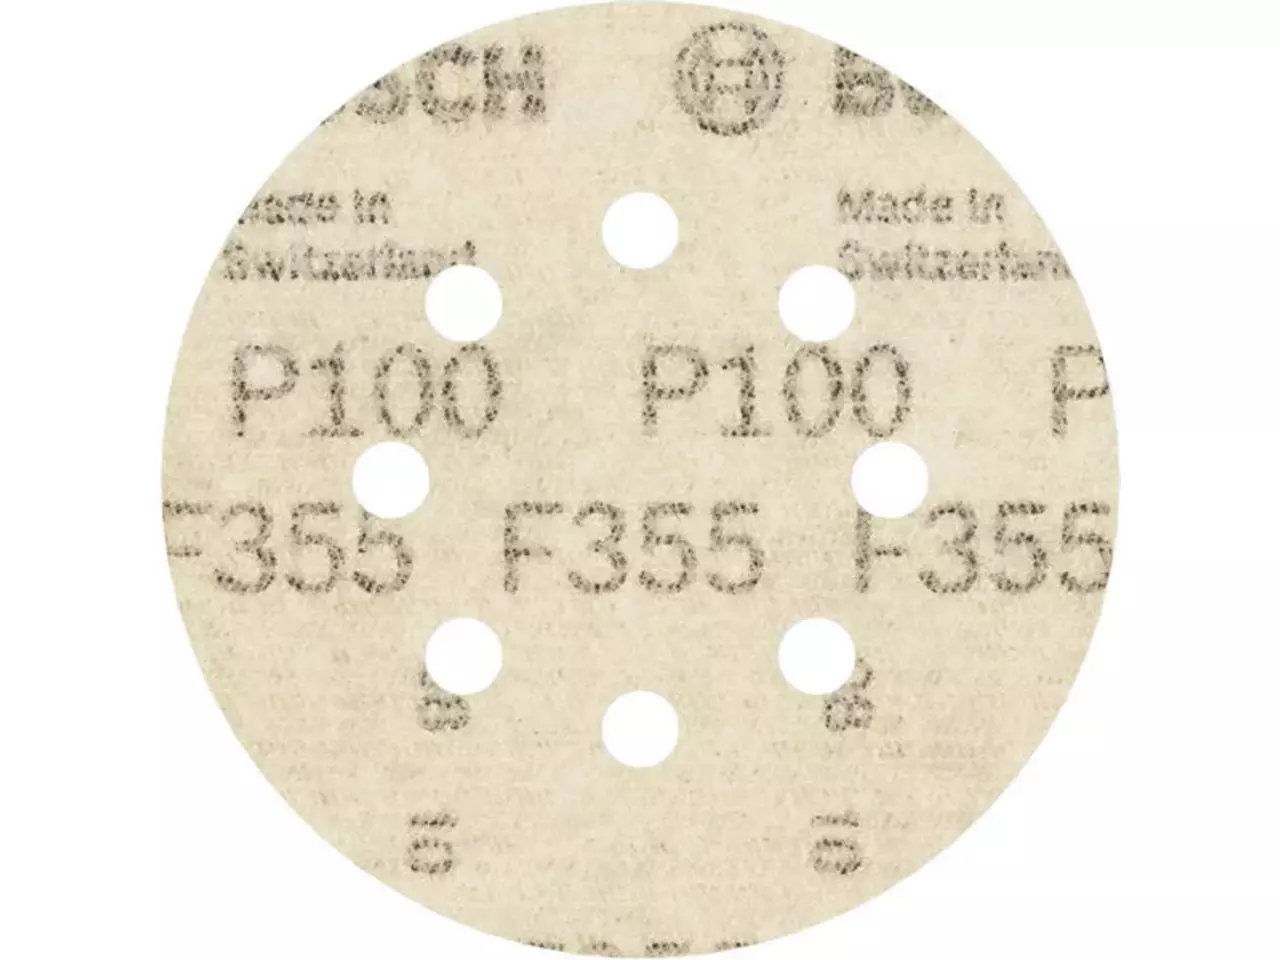 BOSCH BOSCH
Made in Made in
Switzerland Switzerland
P100 P100 P
F355 F355 F355